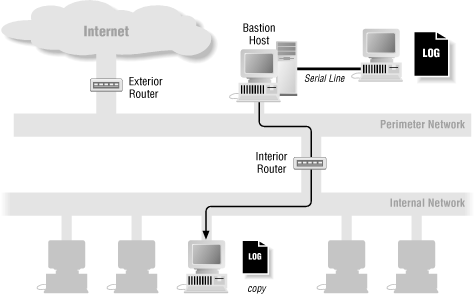 Internet
Bastion
Host
LOG
Serial Line
Exterior
Router
Perimeter Network
Interior
Router
Internal Network
LOG
copy